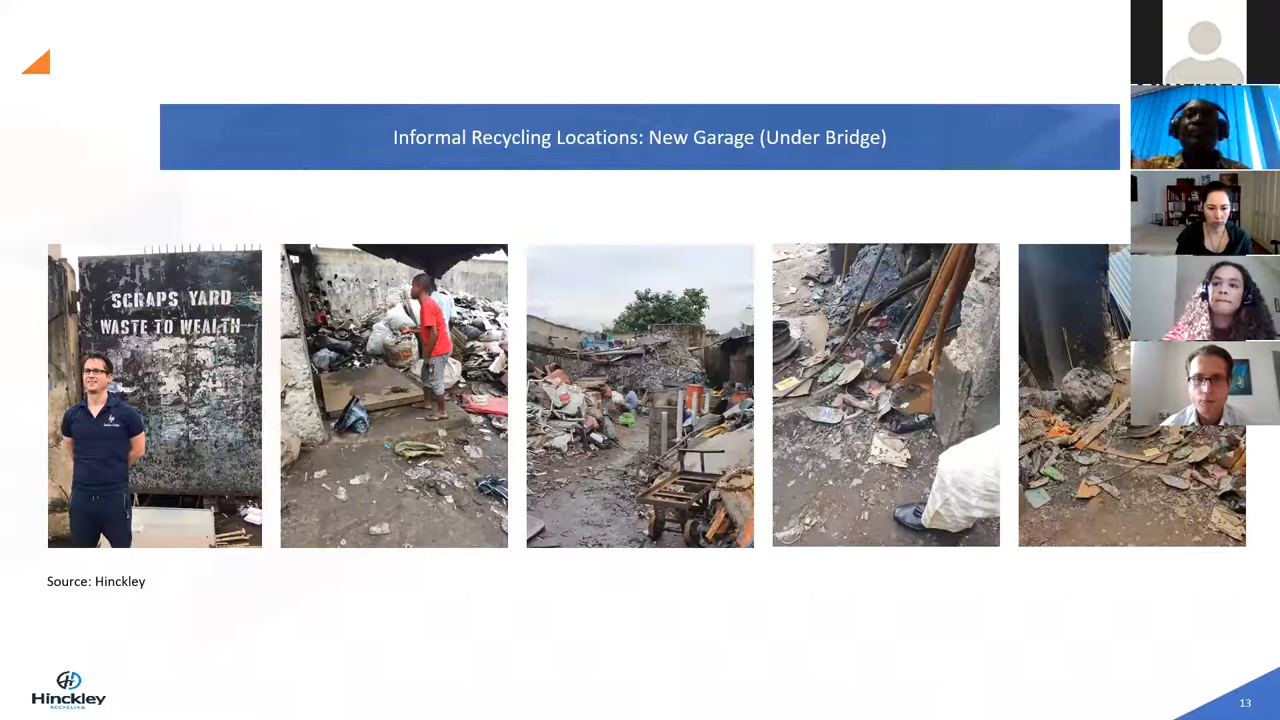 Informal Recycling Locations: New Garage (Under Bridge)
SCRAPS YARD
WASTE TO WEALTH
Source: Hinckley
Hinckley
RECYCLING
13